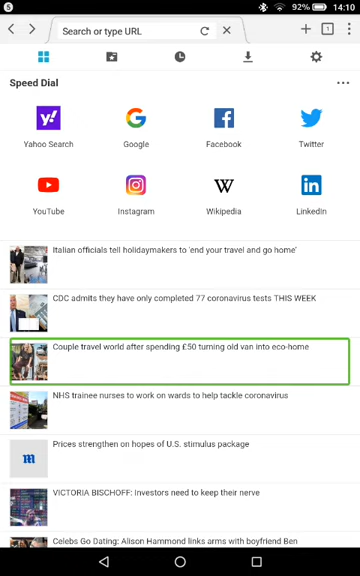 92% 14:10
Search or type URL
1
Speed Dial
Yahoo Search
Google
Facebook
Twitter
YouTube
Instagram
Wikipedia
LinkedIn
Italian officials tell holidaymakers to 'end your travel and go home'
CDC admits they have only completed 77 coronavirus tests THIS WEEK
Couple travel world after spending £50 turning old van into eco-home
NHS trainee nurses to work on wards to help tackle coronavirus
Prices strengthen on hopes of U.S. stimulus package
VICTORIA BISCHOFF: Investors need to keep their nerve
Celebs Go Dating: Alison Hammond links arms with boyfriend Ben